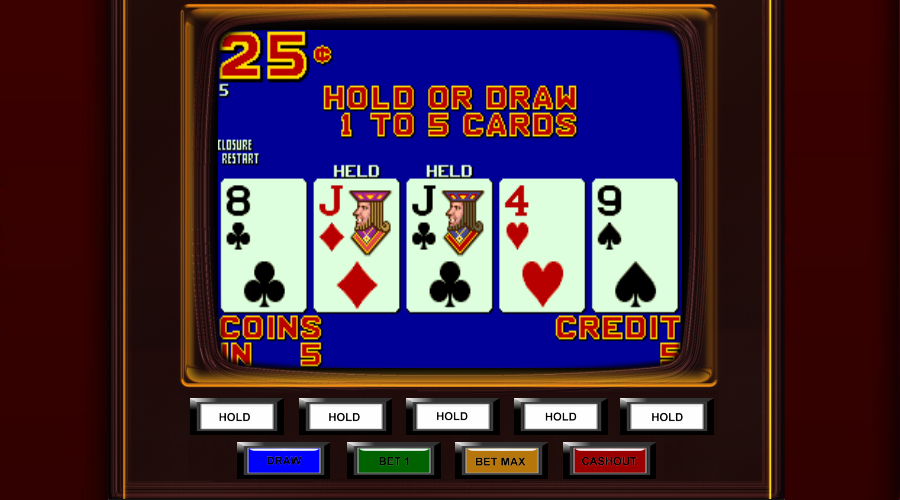 25¢
5
HOLD OR DRAW
1 TO 5 CARDS
CLOSURE
RESTART
HELD HELD
8 J J 4 9
COINS CREDIT
IN 5 5
HOLD HOLD HOLD HOLD HOLD
DRAW BET 1 BET MAX CASHOUT